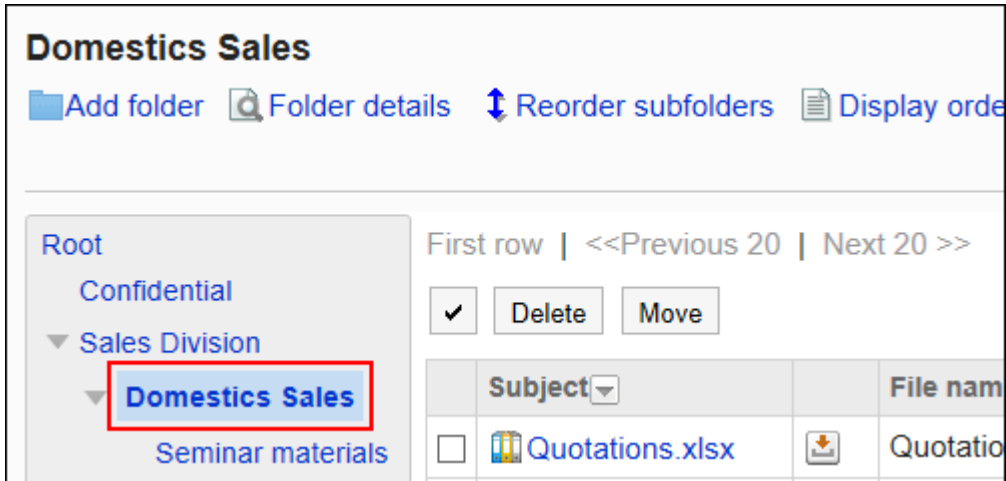 Domestics Sales
Add folder Folder details Reorder subfolders Display orde
Root
Confidential
Sales Division
Domestics Sales
Seminar materials
First row | <<Previous 20 | Next 20 >>
Delete Move
Subject File nam
Quotations.xlsx Quotatio